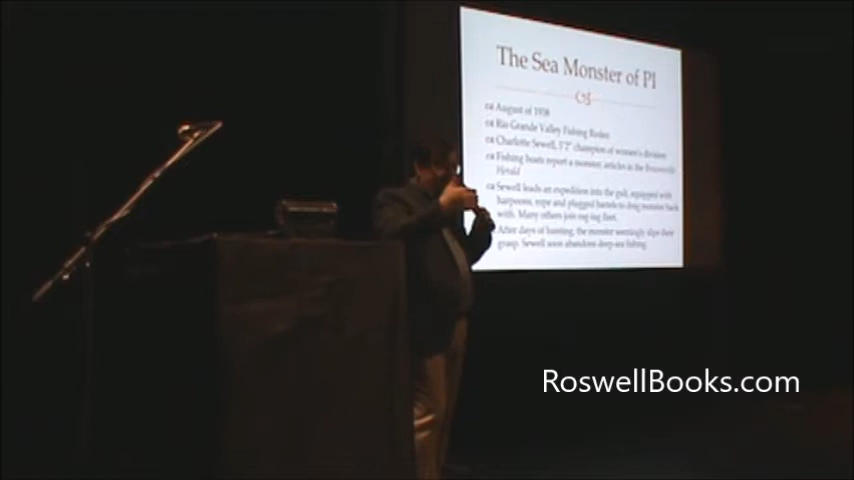 The Sea Monster of PI
August of 1938
Rio Grande Valley Fishing Rodeo
Charlotte Sewell, 5'2" champion of women's division
Fishing boats report a monster, articles in the Brownsville
Herald
Sewell leads an expedition into the gulf, equipped with
harpoons, rope and plugged barrels to drag monster back
with. Many others join rag-tag fleet.
After days of hunting, the monster seemingly slips their
grasp. Sewell soon abandons deep-sea fishing.
RoswellBooks.com